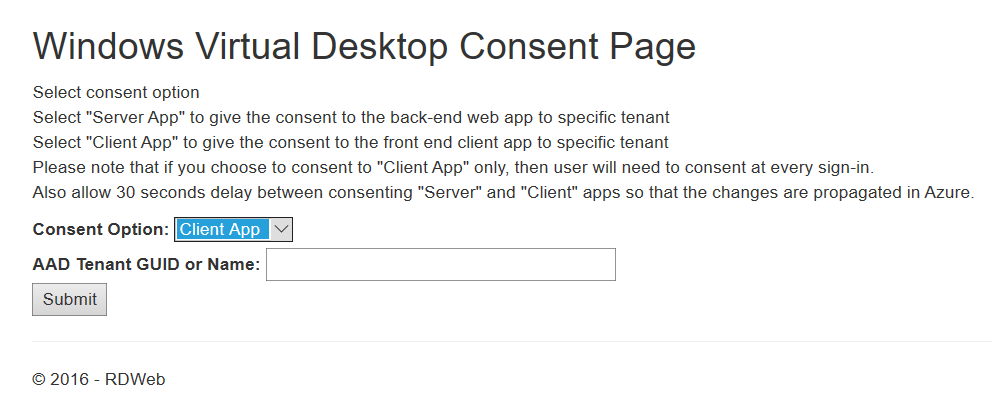 Windows Virtual Desktop Consent Page
Select consent option
Select "Server App" to give the consent to the back-end web app to specific tenant
Select "Client App" to give the consent to the front end client app to specific tenant
Please note that if you choose to consent to "Client App" only, then user will need to consent at every sign-in.
Also allow 30 seconds delay between consenting "Server" and "Client" apps so that the changes are propagated in Azure.
Consent Option: Client App
AAD Tenant GUID or Name:
Submit
© 2016 - RDWeb